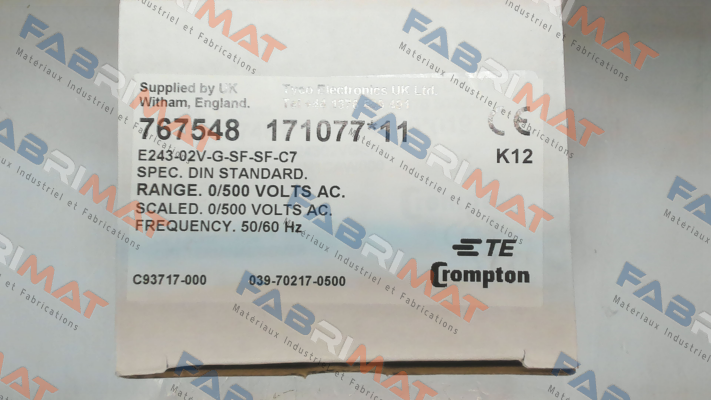 Supplied by UK Tyco Electronics UK Ltd.
Witham, England.
767548 171077*11
CE
E243-02V-G-SF-SF-C7 K12
SPEC. DIN STANDARD.
RANGE. 0/500 VOLTS AC.
SCALED. 0/500 VOLTS AC.
FREQUENCY. 50/60 Hz
TE
Crompton
C93717-000 039-70217-0500
FABRIMAT
Matériaux Industriel et Fabrications